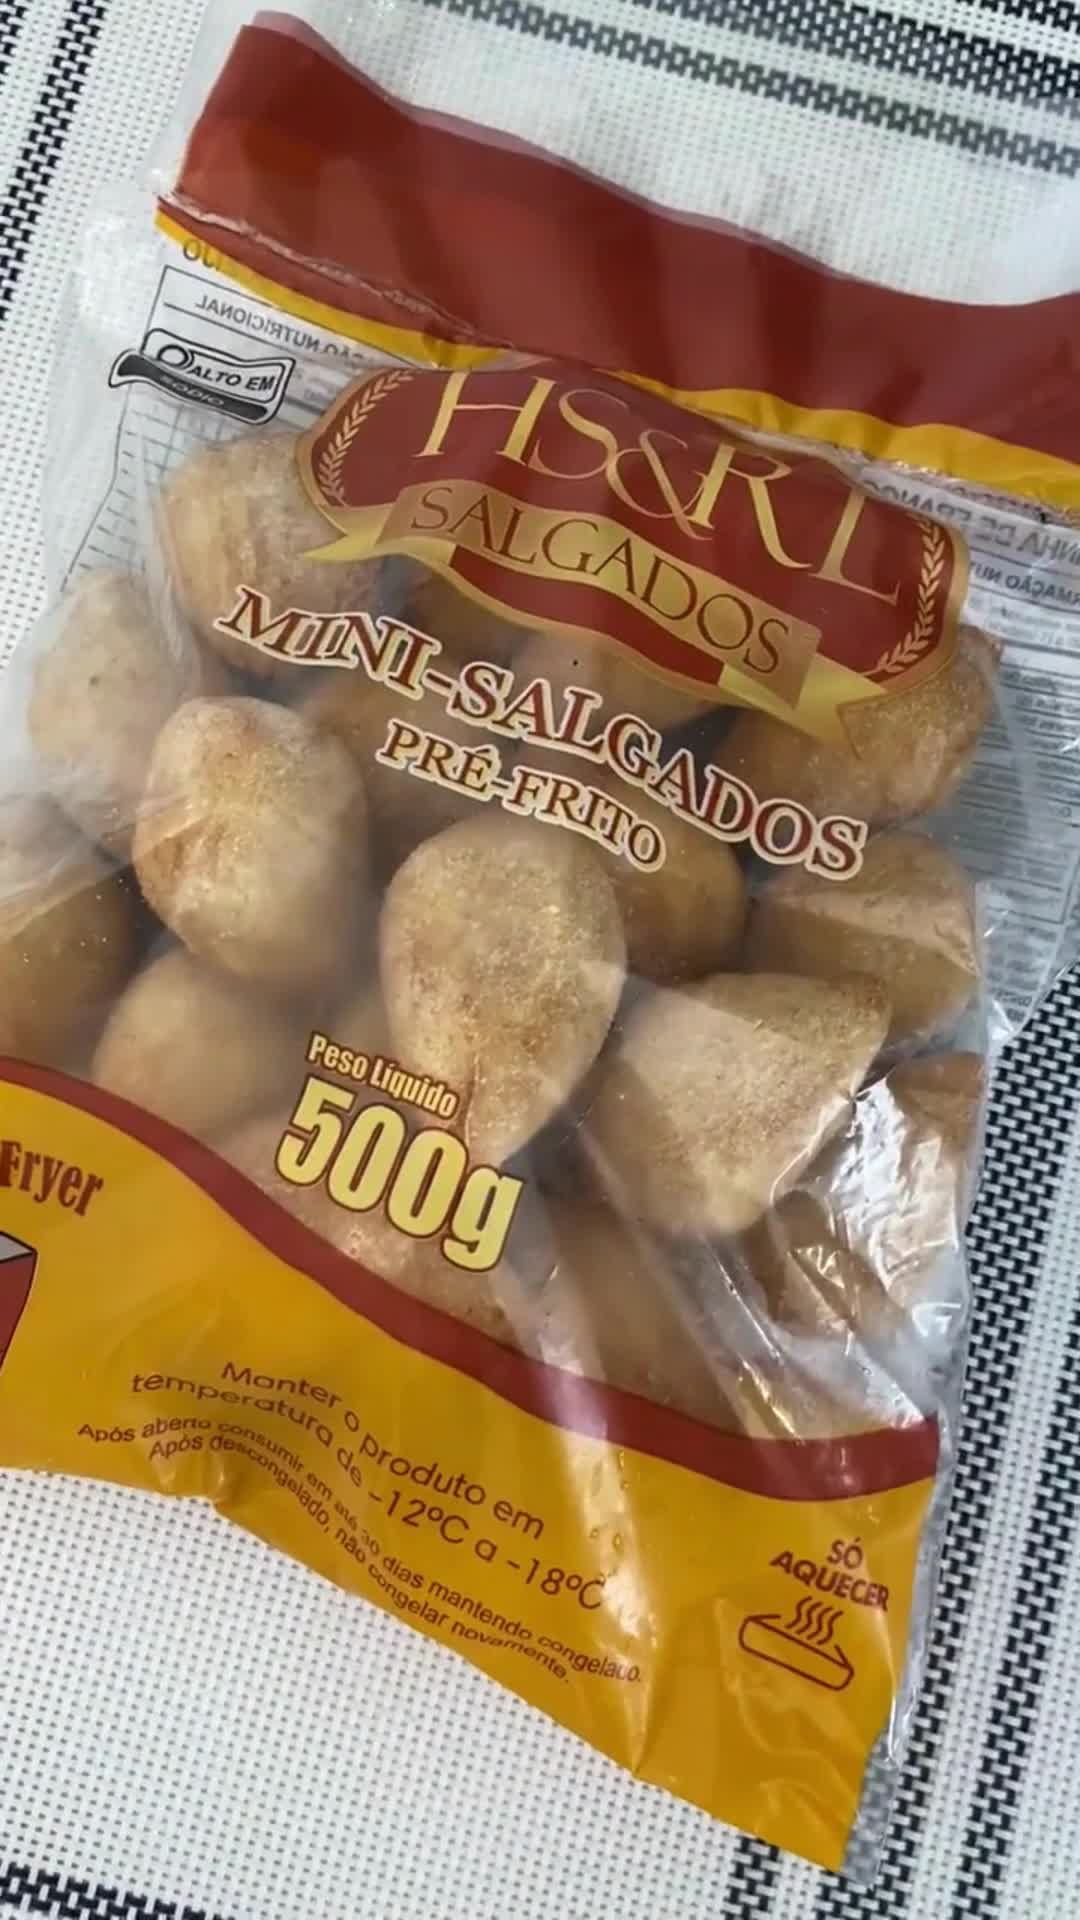 ALTO EM
SÓDIO
HS&RL
SALGADOS
MINI-SALGADOS
PRÉ-FRITO
Peso Líquido
500g
Fryer
Manter o produto em
temperatura de -12ºC a -18ºC
Após aberto consumir em até 30 dias mantendo congelado.
Após descongelado, não congelar novamente.
SÓ
AQUECER